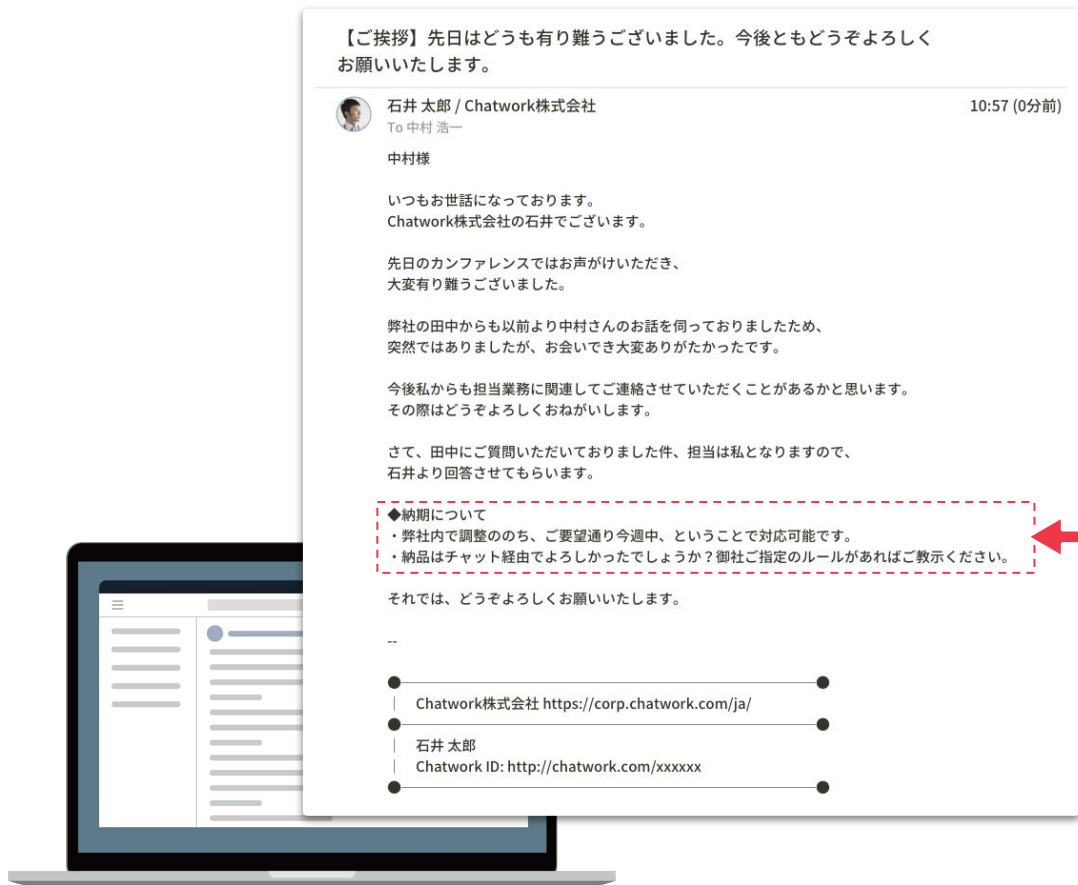 【ご挨拶】先日はどうも有り難うございました。今後ともどうぞよろしく
お願いいたします。
石井 太郎 / Chatwork株式会社
10:57 (0分前)
To 中村 浩一
中村様
いつもお世話になっております。
Chatwork株式会社の石井でございます。
先日のカンファレンスではお声がけいただき、
大変有り難うございました。
弊社の田中からも以前より中村さんのお話を伺っておりましたため、
突然ではありましたが、お会いでき大変ありがたかったです。
今後私からも担当業務に関連してご連絡させていただくことがあるかと思います。
その際はどうぞよろしくおねがいします。
さて、田中にご質問いただいておりました件、担当は私となりますので、
石井より回答させてもらいます。
◆納期について
・弊社内で調整ののち、ご要望通り今週中、ということで対応可能です。
・納品はチャット経由でよろしかったでしょうか？御社ご指定のルールがあればご教示ください。
それでは、どうぞよろしくお願いいたします。
--
Chatwork株式会社 https://corp.chatwork.com/ja/
石井 太郎
Chatwork ID: http://chatwork.com/xxxxxx